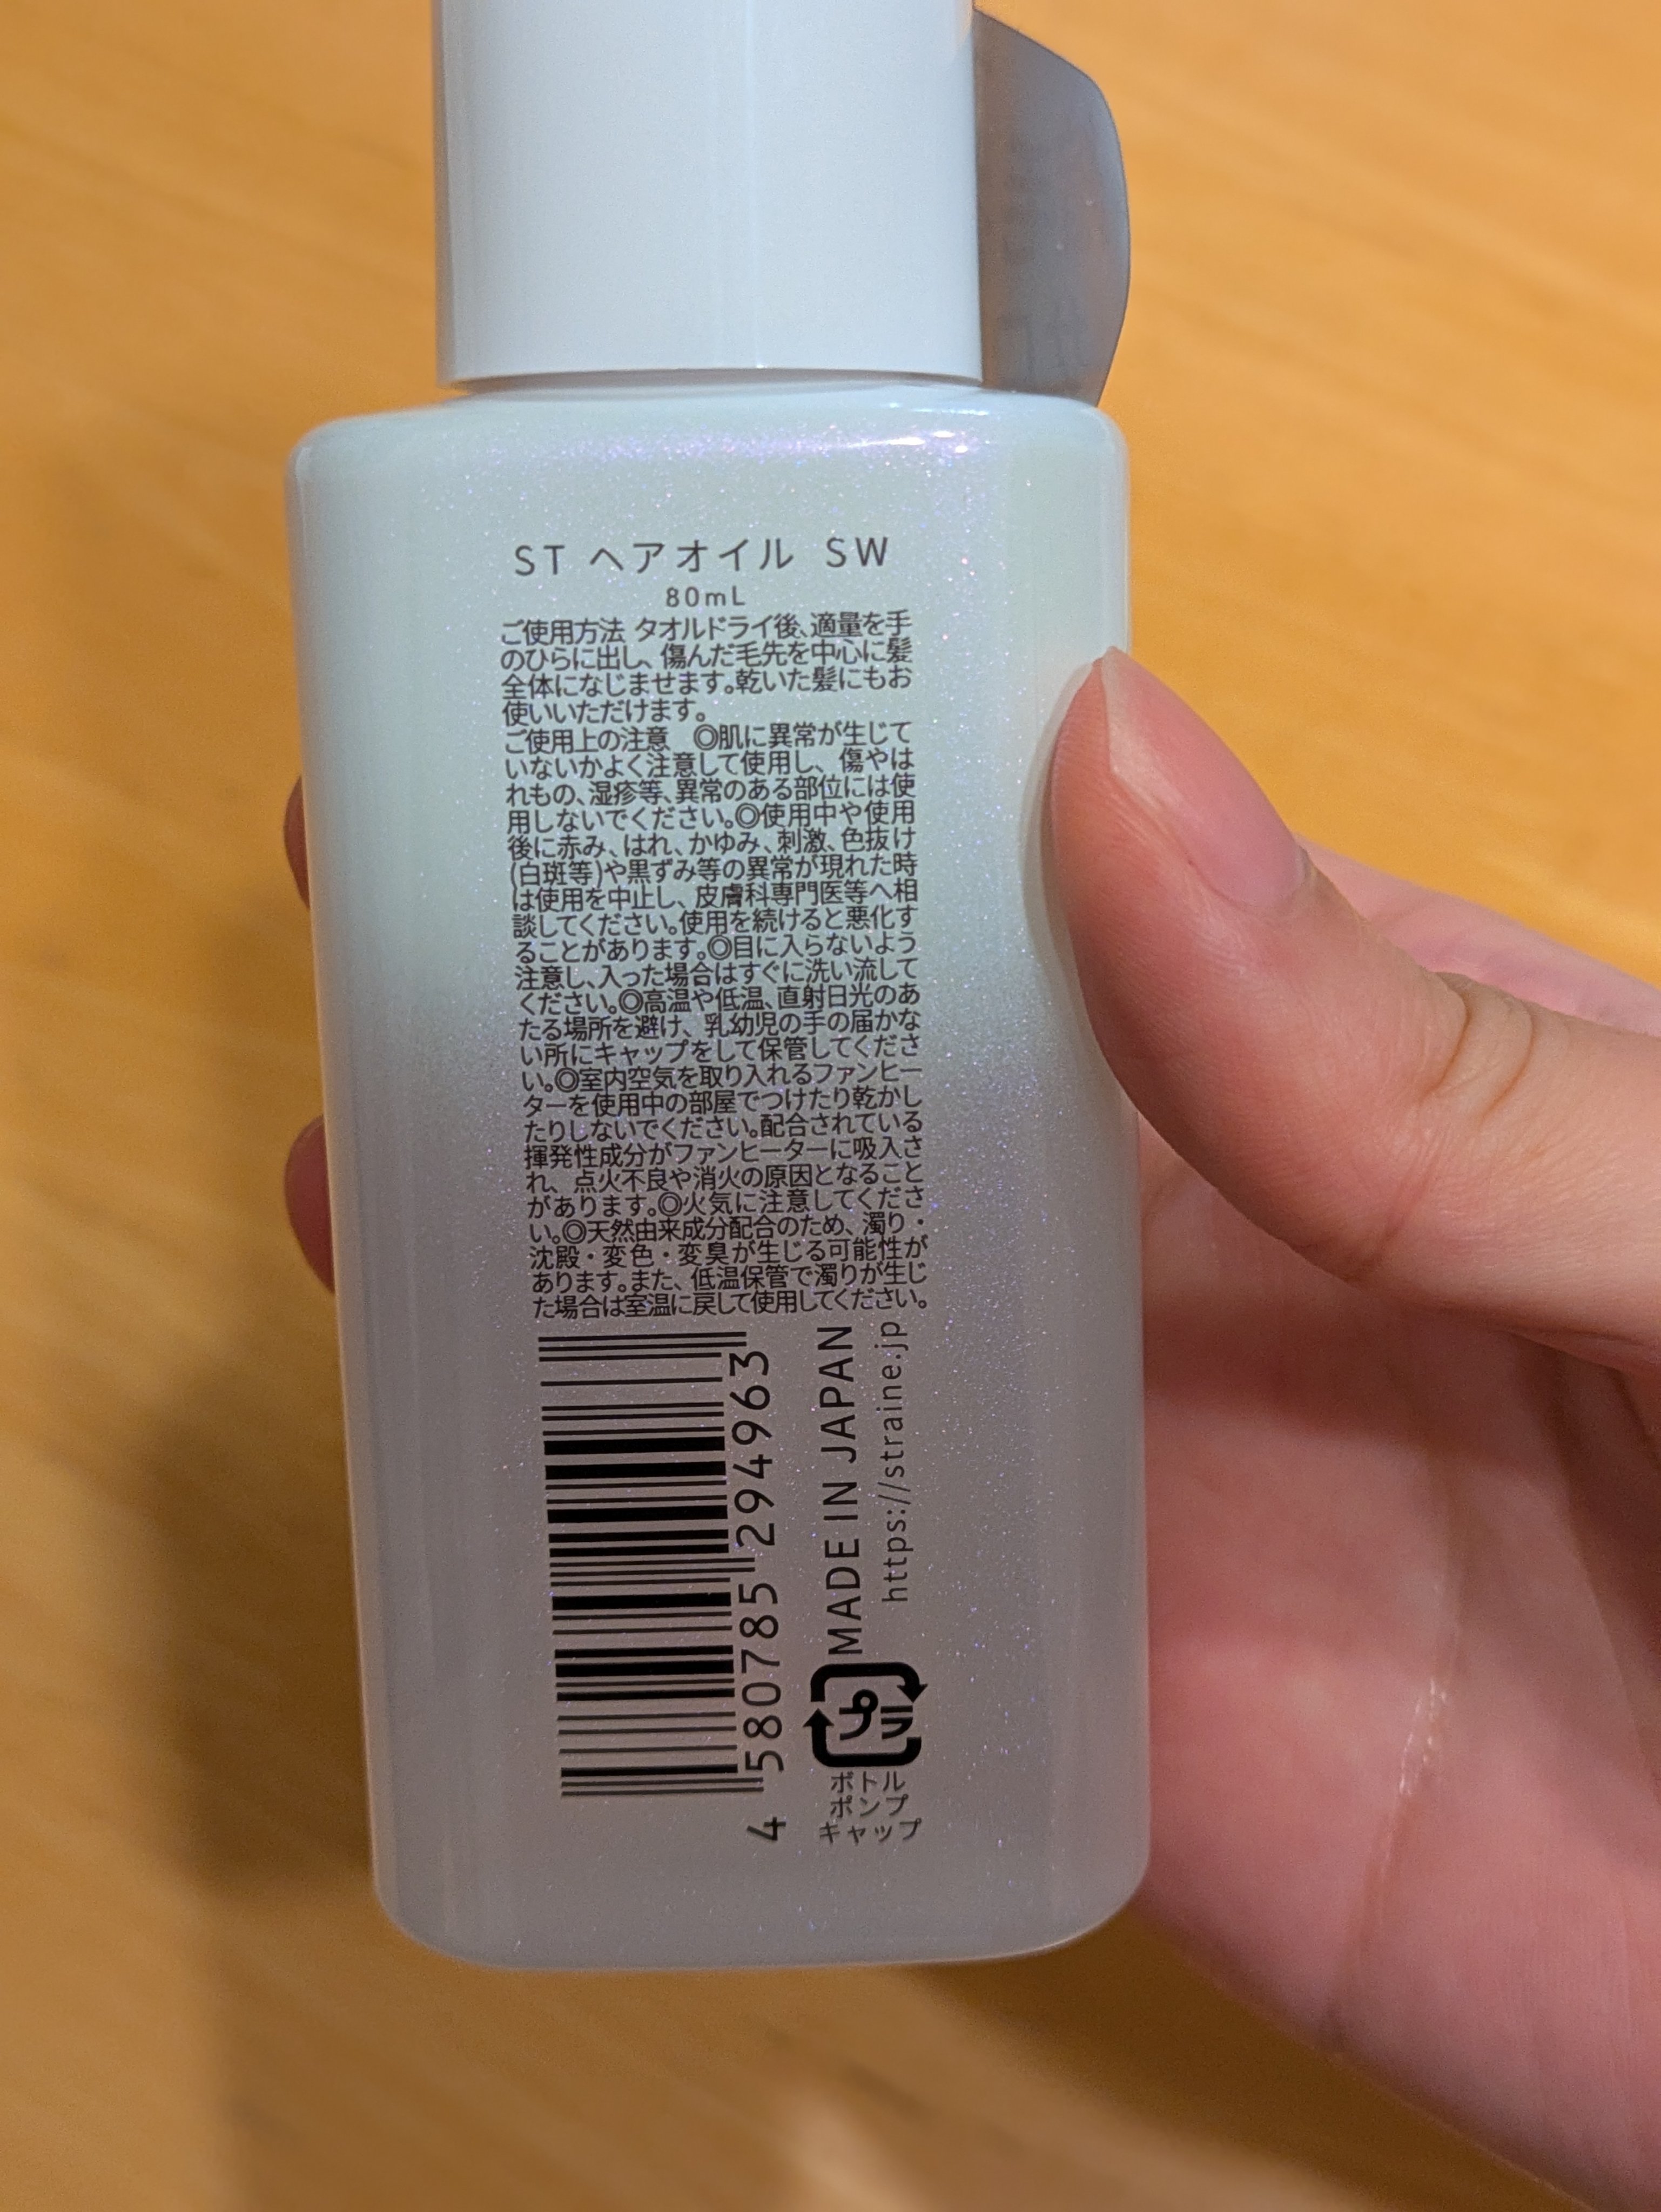 ST ヘアオイル SW
80mL
ご使用方法 タオルドライ後、適量を手
のひらに出し、傷んだ毛先を中心に髪
全体になじませます。乾いた髪にもお
使いいただけます。
ご使用上の注意 ◎肌に異常が生じて
いないかよく注意して使用し、傷やは
れもの、湿疹等、異常のある部位には使
用しないでください。◎使用中や使用
後に赤み、はれ、かゆみ、刺激、色抜け
(白斑等)や黒ずみ等の異常が現れた時
は使用を中止し、皮膚科専門医等へ相
談してください。使用を続けると悪化す
ることがあります。◎目に入らないよう
注意し、入った場合はすぐに洗い流して
ください。◎高温や低温、直射日光のあ
たる場所を避け、乳幼児の手の届かな
い所にキャップをして保管してくださ
い。◎室内空気を取り入れるファンヒー
ターを使用中の部屋でつけたり乾かし
たりしないでください。配合されている
揮発性成分がファンヒーターに吸入さ
れ、点火不良や消火の原因となること
があります。◎火気に注意してくださ
い。◎天然由来成分配合のため、濁り・
沈殿・変色・変臭が生じる可能性が
あります。また、低温保管で濁りが生じ
た場合は室温に戻して使用してください。
4 580785 294963
MADE IN JAPAN
https://straine.jp
プラ
ボトル
ポンプ
キャップ